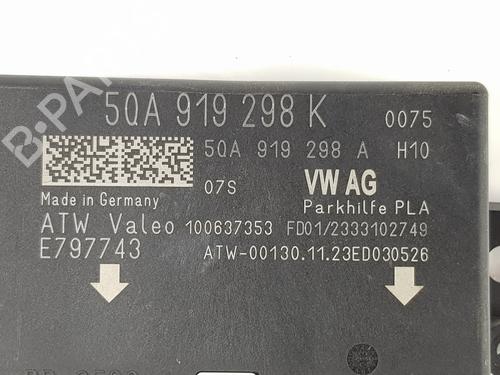 5QA 919 298 K 0075
5QA 919 298 A H10
07S VW AG
Made in Germany Parkhilfe PLA
ATW Valeo 100637353 FD01/2333102749
E797743 ATW-00130.11.23ED030526
B-PARTS